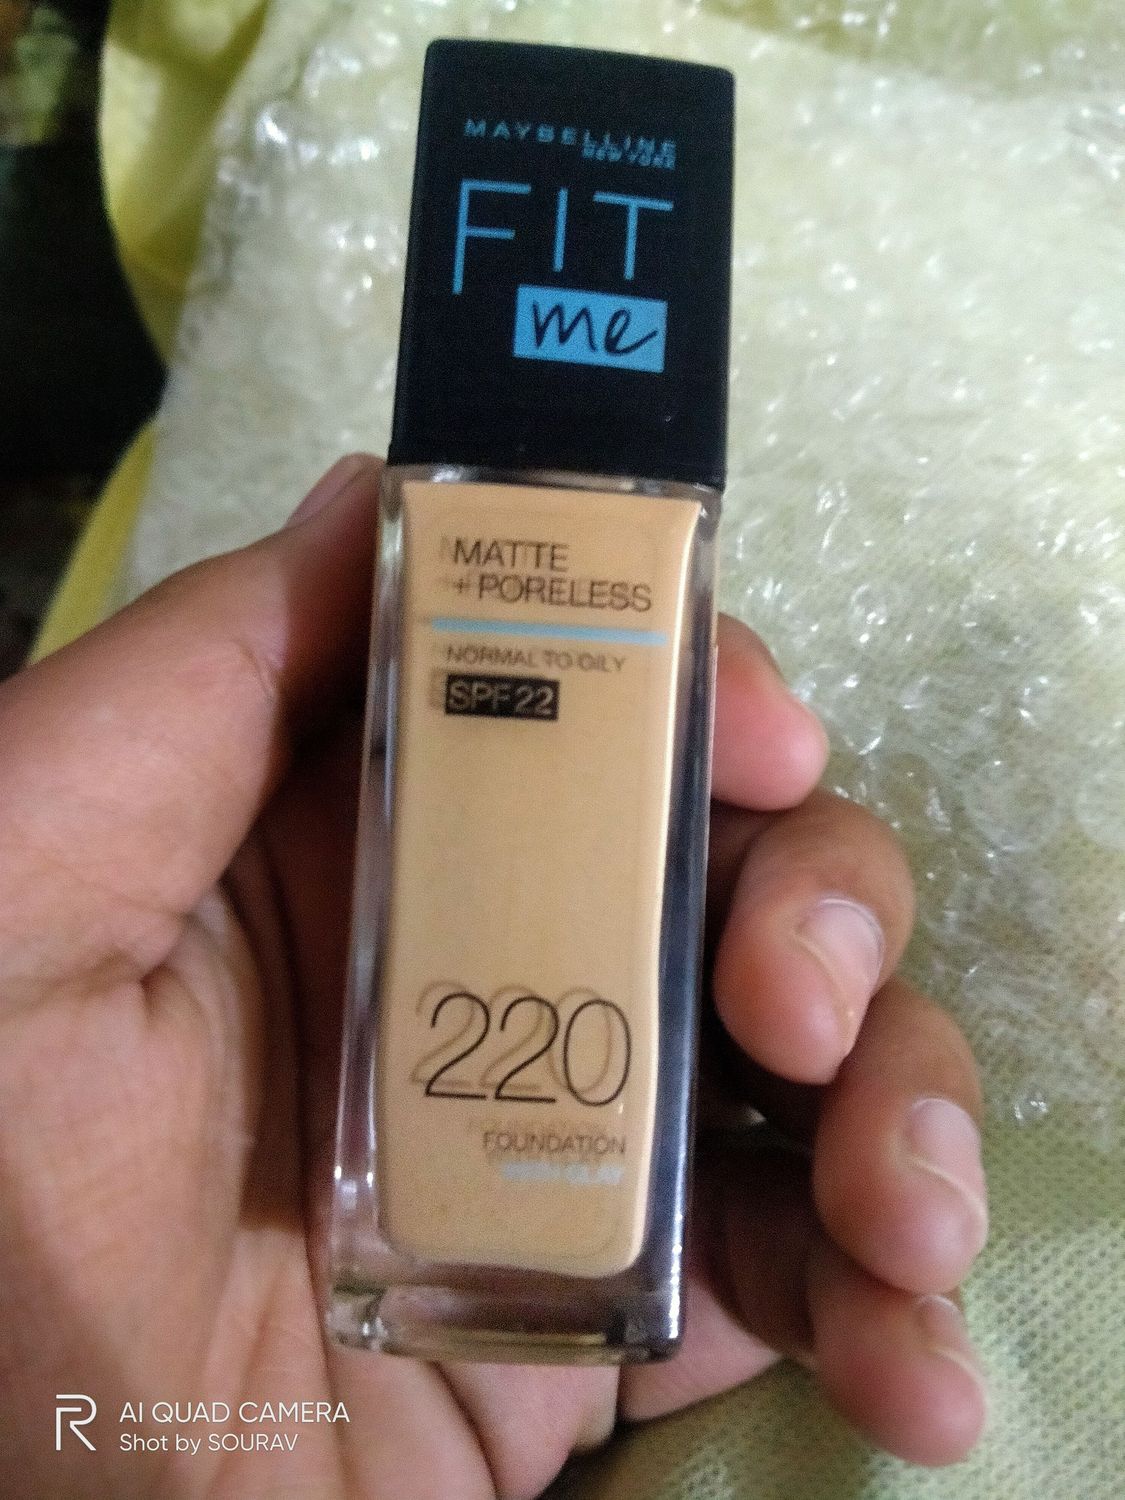 MAYBELLINE
NEW YORK
FIT
me
MATTE
+ PORELESS
NORMAL TO OILY
SPF 22
220
FOUNDATION
AI QUAD CAMERA
Shot by SOURAV